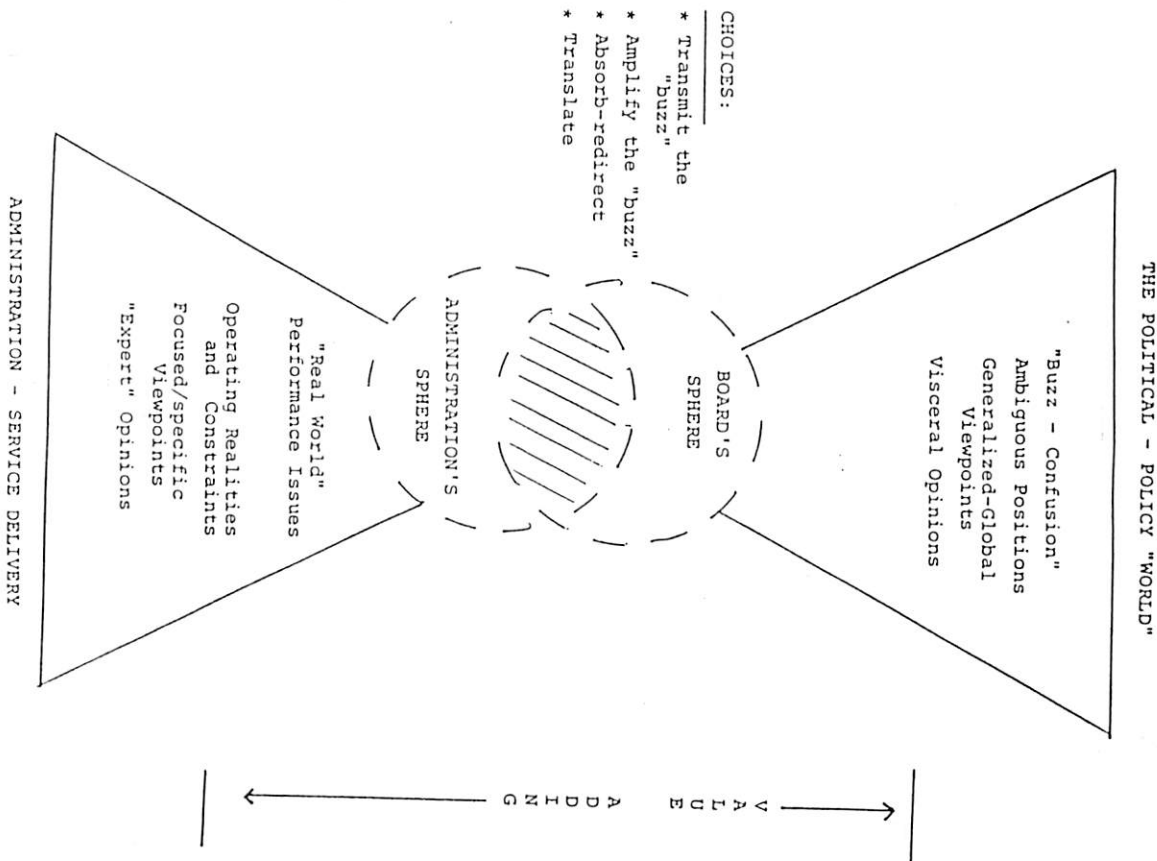 THE POLITICAL - POLICY "WORLD"
"Buzz - Confusion"
Ambiguous Positions
Generalized-Global
Viewpoints
Visceral Opinions
BOARD'S
SPHERE
CHOICES:
* Transmit the
"buzz"
* Amplify the "buzz"
* Absorb-redirect
* Translate
ADMINISTRATION'S
SPHERE
"Real World"
Performance Issues
Operating Realities
and Constraints
Focused/specific
Viewpoints
"Expert" Opinions
ADMINISTRATION - SERVICE DELIVERY
VALUE
ADDING